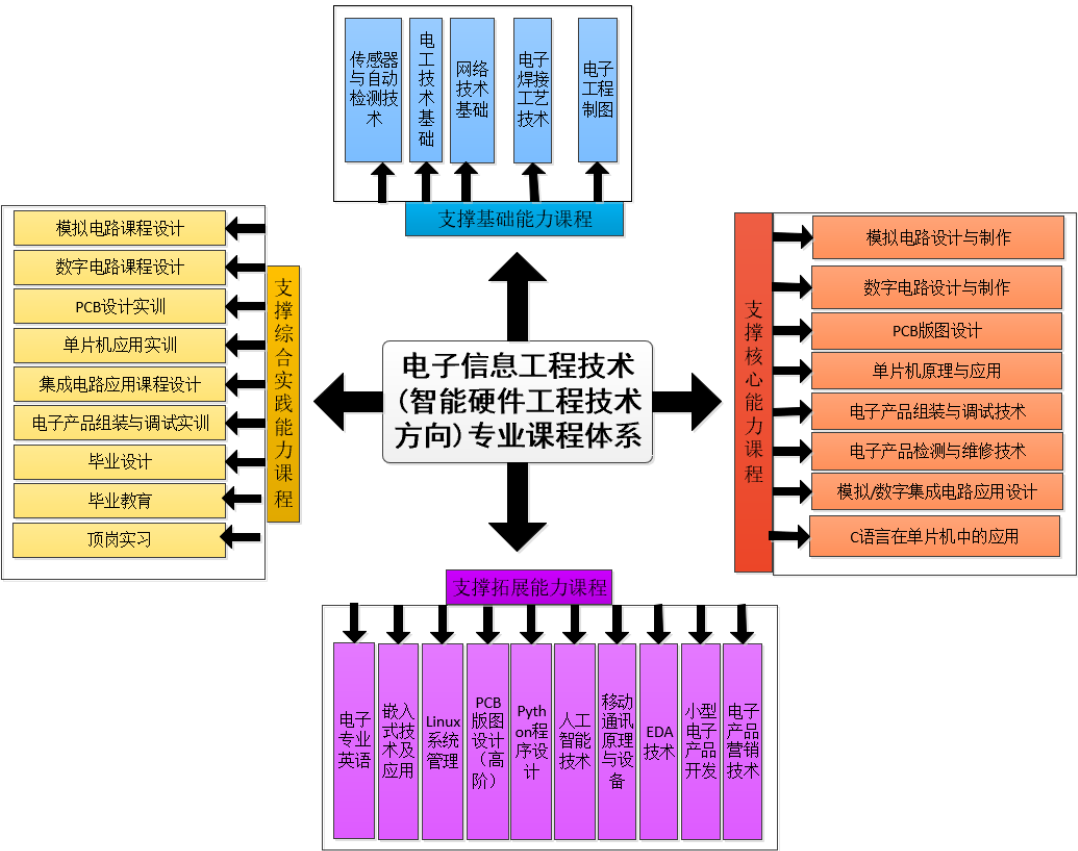 传感器
与自动
检测技
术
电
工
技
术
基
础
网络
技术
基础
电子
焊接
工艺
技术
电子
工程
制图
支撑基础能力课程
模拟电路课程设计
数字电路课程设计
PCB设计实训
单片机应用实训
集成电路应用课程设计
电子产品组装与调试实训
毕业设计
毕业教育
顶岗实习
支
撑
综
合
实
践
能
力
课
程
电子信息工程技术
(智能硬件工程技术
方向)专业课程体系
支
撑
核
心
能
力
课
程
模拟电路设计与制作
数字电路设计与制作
PCB版图设计
单片机原理与应用
电子产品组装与调试技术
电子产品检测与维修技术
模拟/数字集成电路应用设计
C语言在单片机中的应用
支撑拓展能力课程
电子
专业
英语
嵌入
式技
术及
应用
Linux
系统
管理
PCB
版图
设计
（高
阶）
Pyth
on程
序设
计
人工
智能
技术
移动
通讯
原理
与设
备
EDA
技术
小型
电子
产品
开发
电子
产品
营销
技术